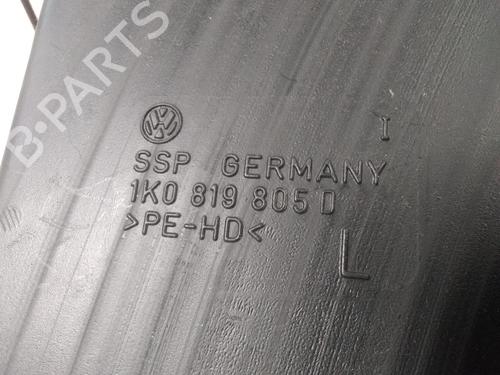 B-PARTS
I
SSP GERMANY
1K0 819 805 D
>PE-HD<
L